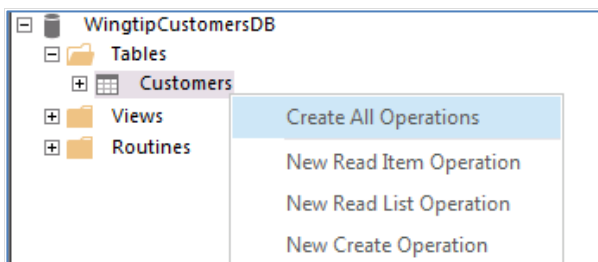 WingtipCustomersDB
Tables
Customers
Views
Routines
Create All Operations
New Read Item Operation
New Read List Operation
New Create Operation